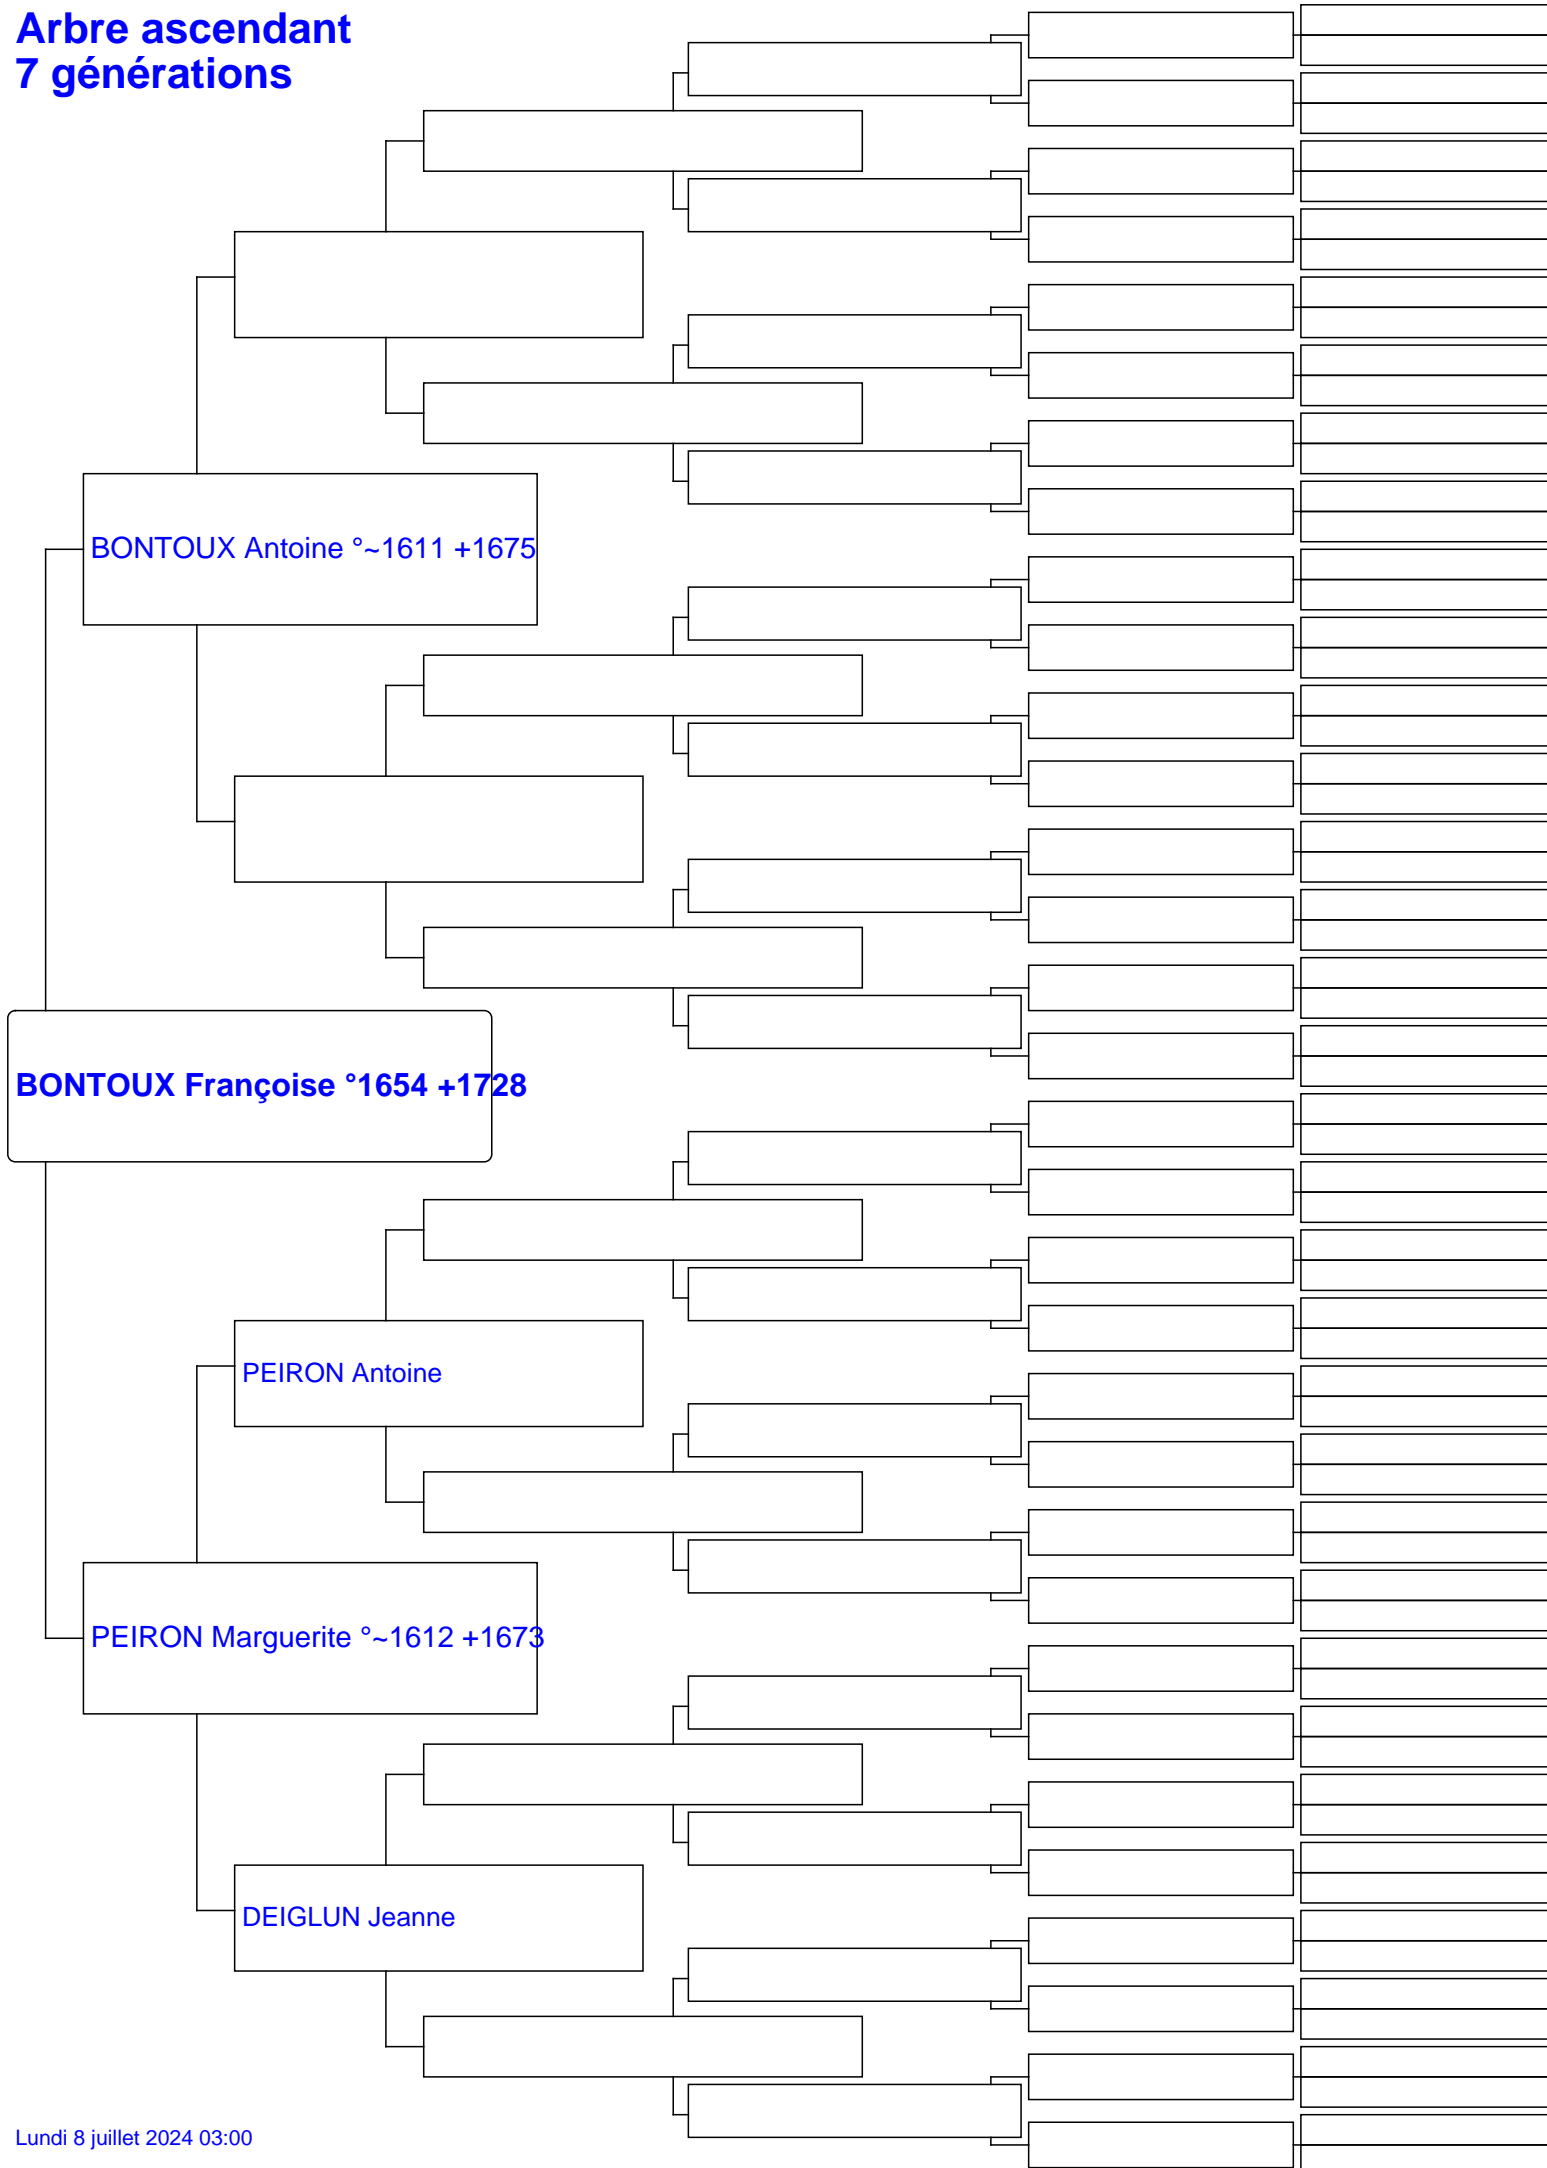 Arbre ascendant
7 générations
BONTOUX Antoine °~1611 +1675
BONTOUX Françoise °1654 +1728
PEIRON Antoine
PEIRON Marguerite °~1612 +1673
DEIGLUN Jeanne
Lundi 8 juillet 2024 03:00